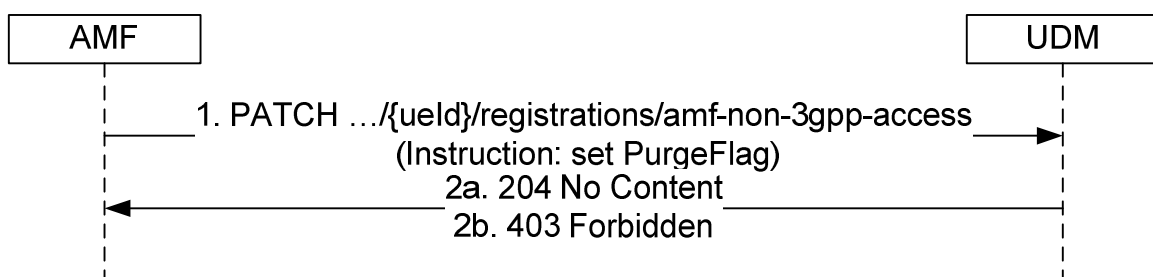 AMF
UDM
1. PATCH …/{ueId}/registrations/amf-non-3gpp-access
(Instruction: set PurgeFlag)
2a. 204 No Content
2b. 403 Forbidden